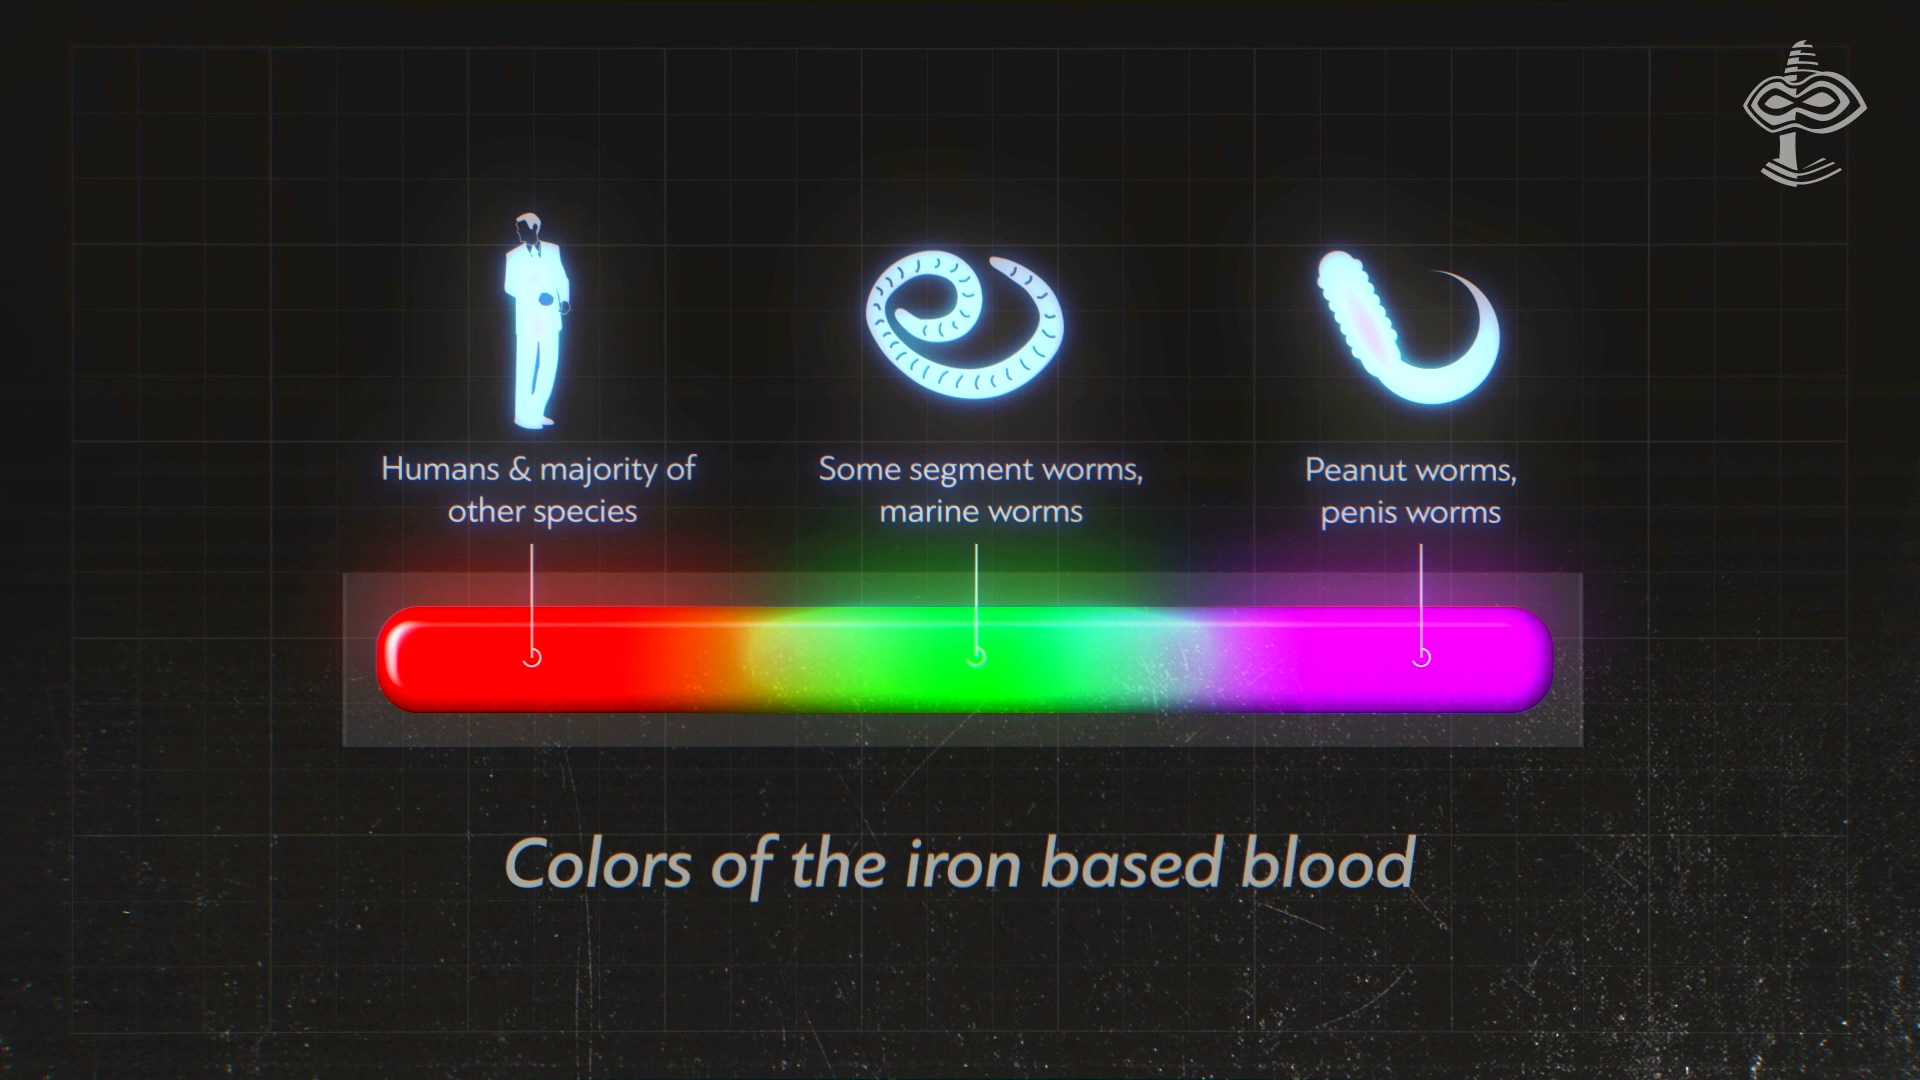 Humans & majority of
other species
Some segment worms,
marine worms
Peanut worms,
penis worms
Colors of the iron based blood